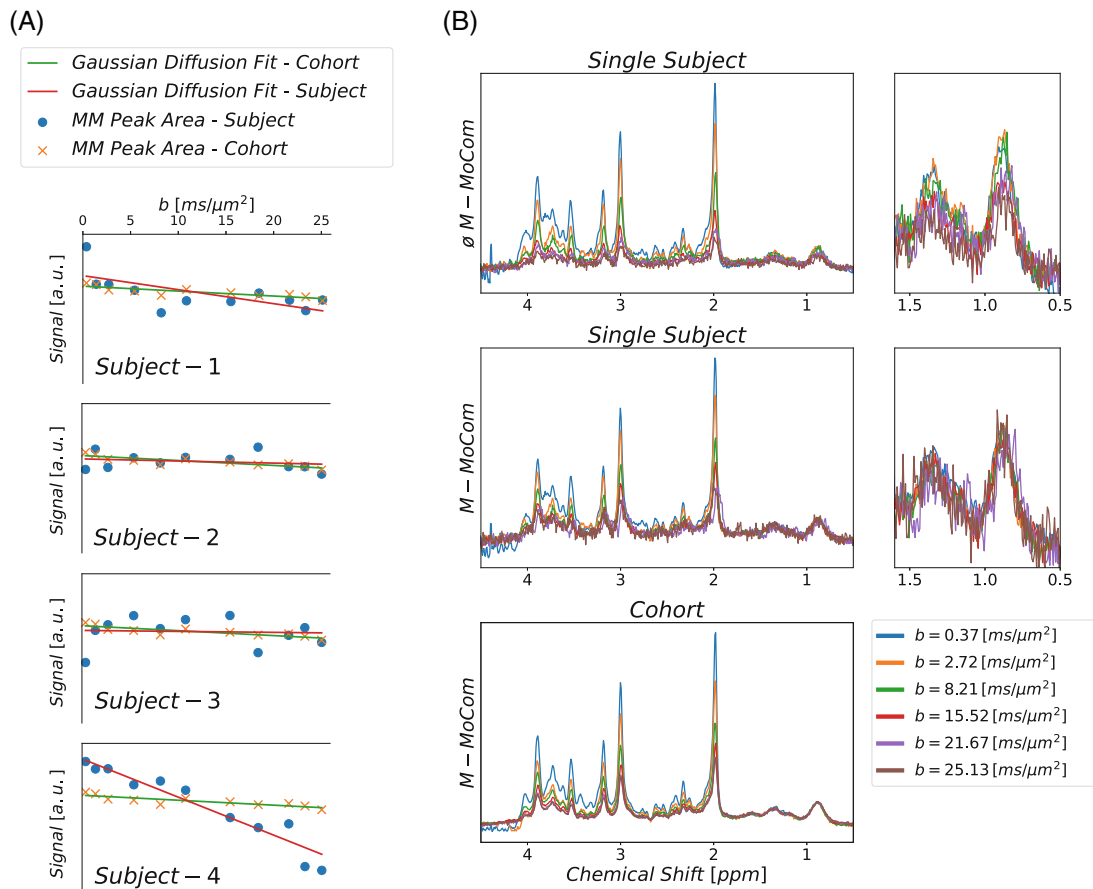 (A)
Gaussian Diffusion Fit - Cohort
Gaussian Diffusion Fit - Subject
MM Peak Area - Subject
MM Peak Area - Cohort
b [ms/μm²]
0 5 10 15 20 25
Signal [a.u.]
Subject − 1
Signal [a.u.]
Subject − 2
Signal [a.u.]
Subject − 3
Signal [a.u.]
Subject − 4
(B)
Single Subject
ø M − MoCom
4 3 2 1
1.5 1.0 0.5
Single Subject
M − MoCom
4 3 2 1
1.5 1.0 0.5
Cohort
M − MoCom
4 3 2 1
Chemical Shift [ppm]
b = 0.37 [ms/μm²]
b = 2.72 [ms/μm²]
b = 8.21 [ms/μm²]
b = 15.52 [ms/μm²]
b = 21.67 [ms/μm²]
b = 25.13 [ms/μm²]